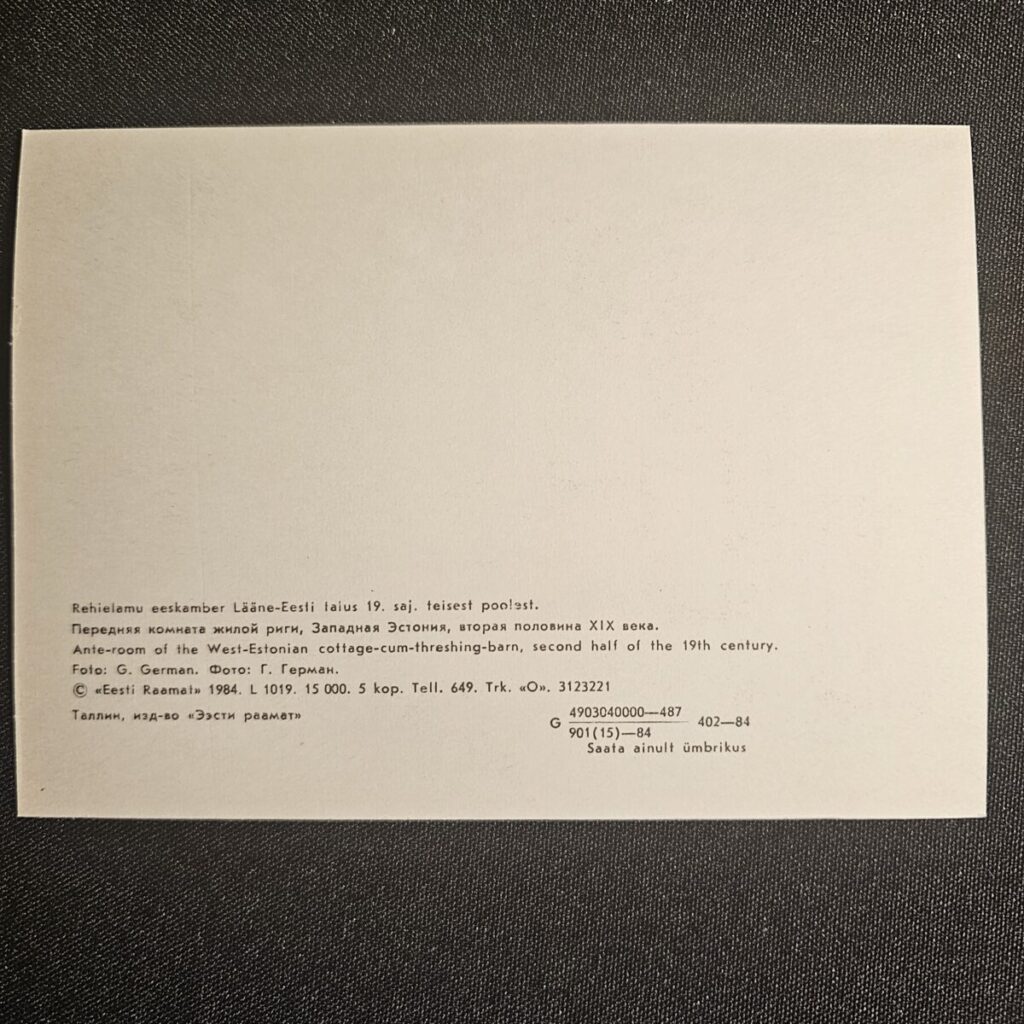 Rehielamu eeskamber Lääne-Eesti talus 19. saj. teisest poolest.
Передняя комната жилой риги, Западная Эстония, вторая половина XIX века.
Ante-room of the West-Estonian cottage-cum-threshing-barn, second half of the 19th century.
Foto: G. German. Фото: Г. Герман.
© «Eesti Raamat» 1984. L 1019. 15 000. 5 kop. Tell. 649. Trk. «O». 3123221
Таллин, изд-во «Ээсти раамат»
G 4903040000—487
901(15)—84 402—84
Saata ainult ümbrikus